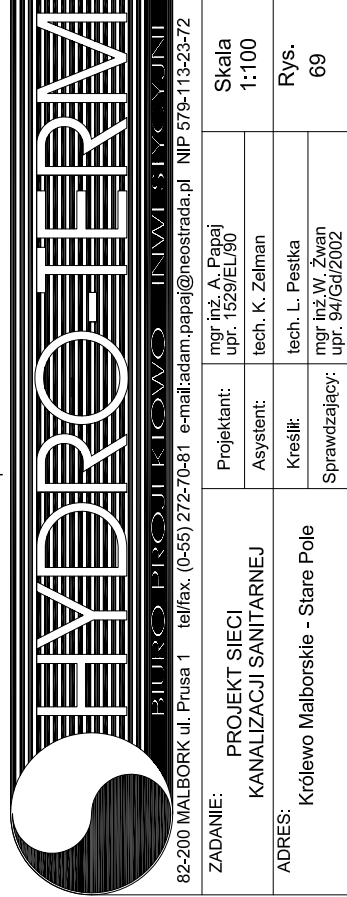 HYDRO-TERM
BIURO PROJEKTOWO INWESTYCYJNE
82-200 MALBORK ul. Prusa 1 tel/fax. (0-55) 272-70-81 e-mail:adam.papaj@neostrada.pl NIP 579-113-23-72
ZADANIE:
PROJEKT SIECI
KANALIZACJI SANITARNEJ
Projektant:
mgr inż. A. Papaj
upr. 1529/EL/90
Skala
1:100
Asystent:
tech. K. Zelman
ADRES:
Królewo Malborskie - Stare Pole
Kreślił:
tech. L. Pestka
Rys.
69
Sprawdzający:
mgr inż.W. Żwan
upr. 94/Gd/2002